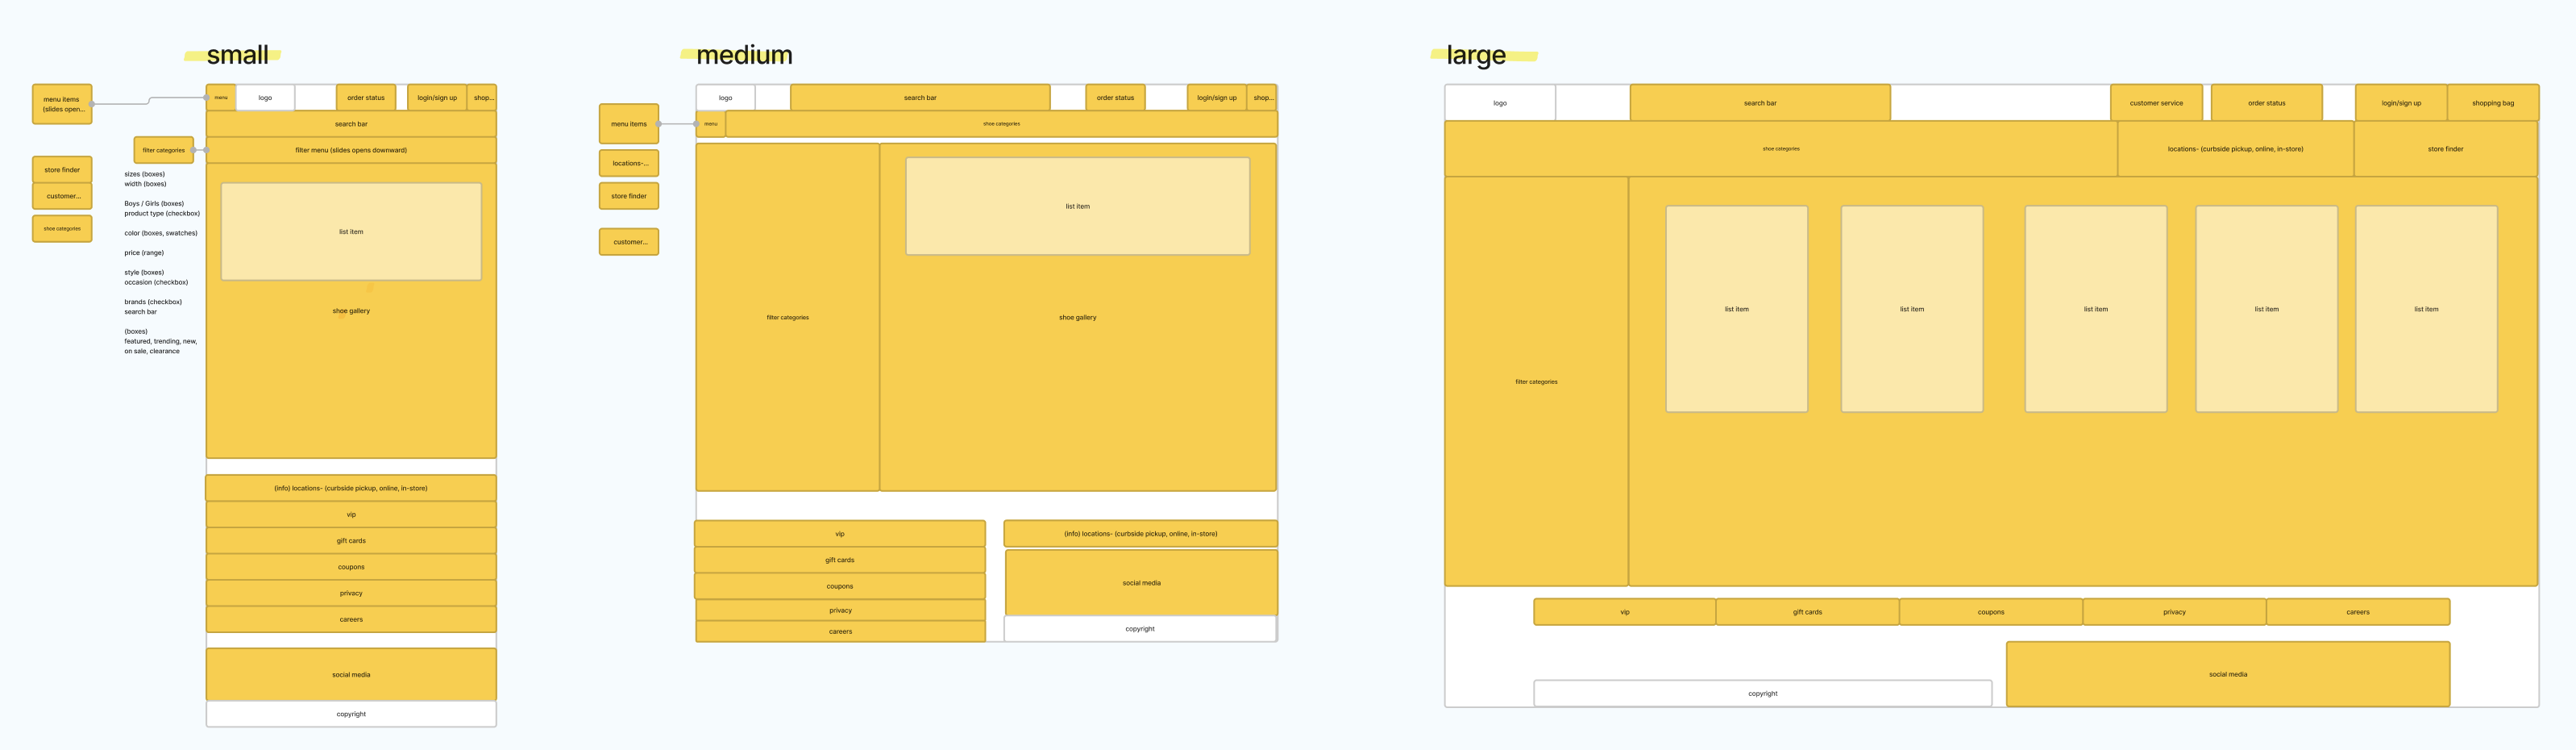 small
menu items
(slides open...
menu
logo
order status
login/sign up
shop...
search bar
filter categories
filter menu (slides opens downward)
store finder
customer...
shoe categories
sizes (boxes)
width (boxes)
Boys / Girls (boxes)
product type (checkbox)
color (boxes, swatches)
price (range)
style (boxes)
occasion (checkbox)
brands (checkbox)
search bar
(boxes)
featured, trending, new,
on sale, clearance
list item
shoe gallery
(info) locations- (curbside pickup, online, in-store)
vip
gift cards
coupons
privacy
careers
social media
copyright
medium
logo
search bar
order status
login/sign up
shop...
menu items
menu
shoe categories
locations-...
store finder
customer...
list item
filter categories
shoe gallery
vip
gift cards
coupons
privacy
careers
(info) locations- (curbside pickup, online, in-store)
social media
copyright
large
logo
search bar
customer service
order status
login/sign up
shopping bag
shoe categories
locations- (curbside pickup, online, in-store)
store finder
filter categories
list item
list item
list item
list item
list item
vip
gift cards
coupons
privacy
careers
social media
copyright